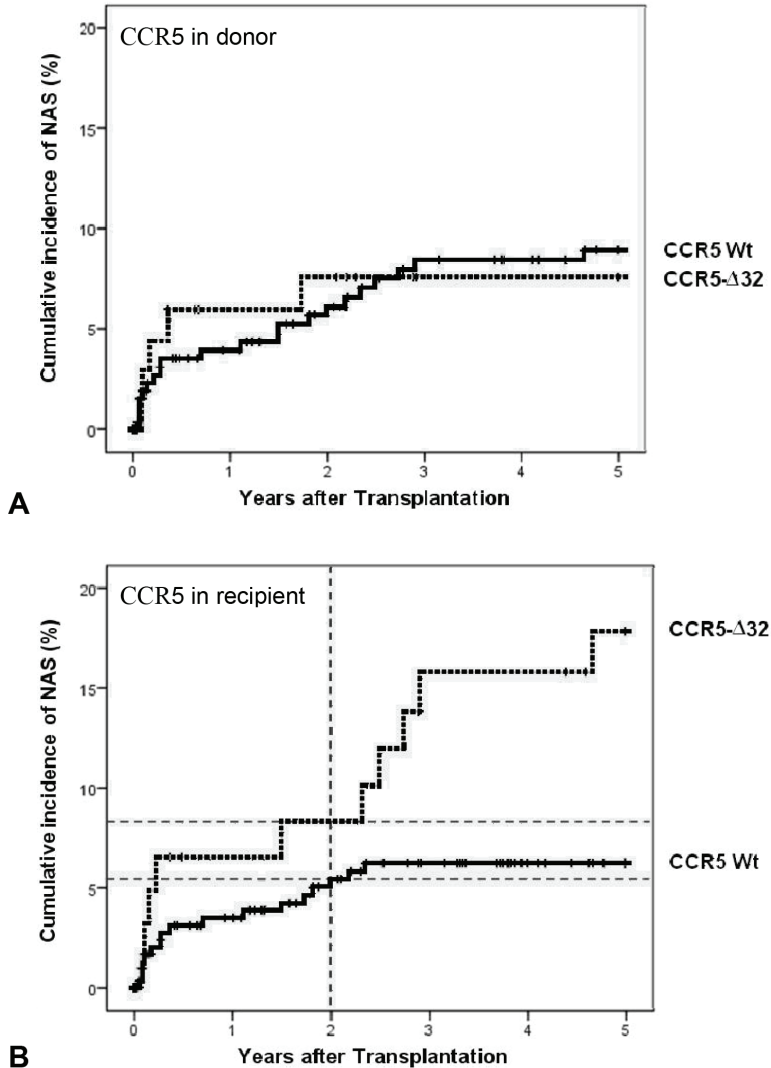 CCR5 in donor
Cumulative incidence of NAS (%)
20
15
10
5
0
CCR5 Wt
CCR5-Δ32
0 1 2 3 4 5
Years after Transplantation
A
CCR5 in recipient
Cumulative incidence of NAS (%)
20
15
10
5
0
CCR5-Δ32
CCR5 Wt
0 1 2 3 4 5
Years after Transplantation
B